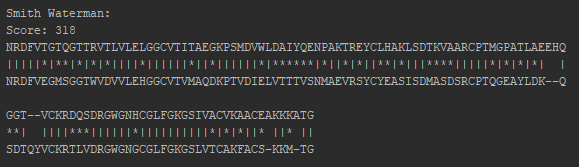 Smith Waterman:
Score: 318
NRDFVTGTQGTTRVTLVLELGGCVTITAEGKPSMDVWLDAIYQENPAKTREYCLHAKLSDTKVAARCPTMGPATLAEEHQ
|||||*|**|*|*|**|||*|||||**|**||**|**|******|*|**|*||**|**||*****||||*|*|*|**  |
NRDFVEGMSGGTWVDVVLEHGGCVTVMAQDKPTVDIELVTTTVSNMAEVRSYCYEASISDMASDSRCPTQGEAYLDK--Q
GGT--VCKRDQSDRGWGNHCGLFGKGSIVACVKAACEAKKKATG
**|  ||||***||||||*||||||||*|*|*|*||* ||* ||
SDTQYVCKRTLVDRGWGNGCGLFGKGSLVTCAKFACS-KKM-TG